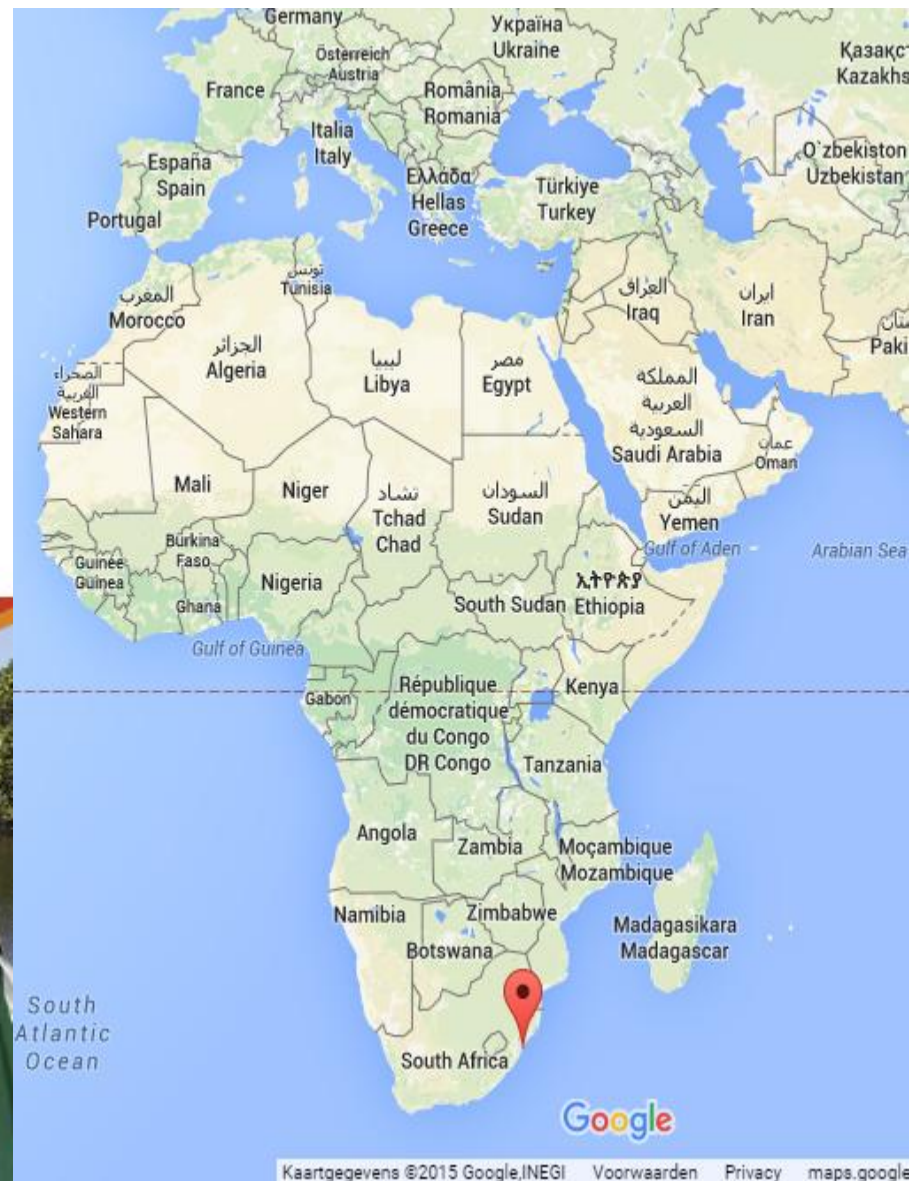 Germany
Україна
Ukraine
Österreich
Austria
France
România
Romania
Italia
Italy
España
Spain
Ελλάδα
Hellas
Greece
Türkiye
Turkey
Portugal
Қазақс
Kazakhs
O'zbekiston
Uzbekistan
تونس
Tunisia
المغرب
Morocco
الجزائر
Algeria
ليبيا
Libya
مصر
Egypt
العراق
Iraq
ايران
Iran
Paki
الصحراء
الغربية
Western
Sahara
المملكة
العربية
السعودية
Saudi Arabia
عمان
Oman
اليمن
Yemen
Mali
Niger
تشاد
Tchad
Chad
السودان
Sudan
Gulf of Aden
Arabian Sea
Burkina
Faso
Guinée
Guinea
Nigeria
Ghana
South Sudan
ኢትዮጵያ
Ethiopia
Gulf of Guinea
Gabon
République
démocratique
du Congo
DR Congo
Kenya
Tanzania
Angola
Zambia
Moçambique
Mozambique
Namibia
Zimbabwe
Botswana
Madagasikara
Madagascar
South
Atlantic
Ocean
South Africa
Google
Kaartgegevens ©2015 Google,INEGI Voorwaarden Privacy maps.google